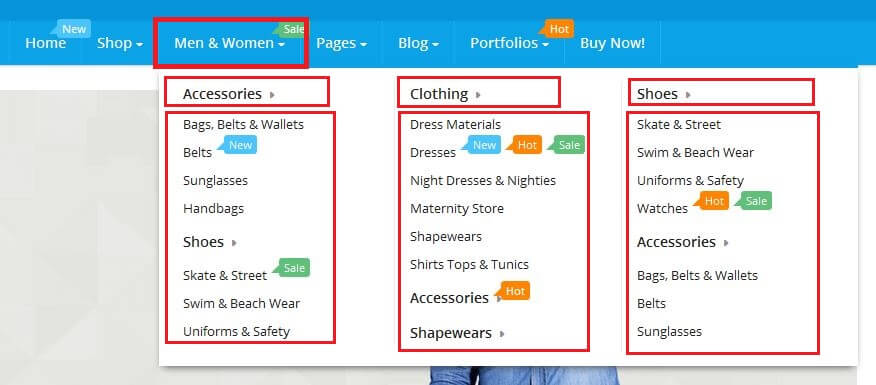 New
Sale
Hot
Home
Shop
Men & Women
Pages
Blog
Portfolios
Buy Now!
Accessories
Bags, Belts & Wallets
Belts New
Sunglasses
Handbags
Shoes
Skate & Street Sale
Swim & Beach Wear
Uniforms & Safety
Clothing
Dress Materials
Dresses New Hot Sale
Night Dresses & Nighties
Maternity Store
Shapewears
Shirts Tops & Tunics
Accessories Hot
Shapewears
Shoes
Skate & Street
Swim & Beach Wear
Uniforms & Safety
Watches Hot Sale
Accessories
Bags, Belts & Wallets
Belts
Sunglasses